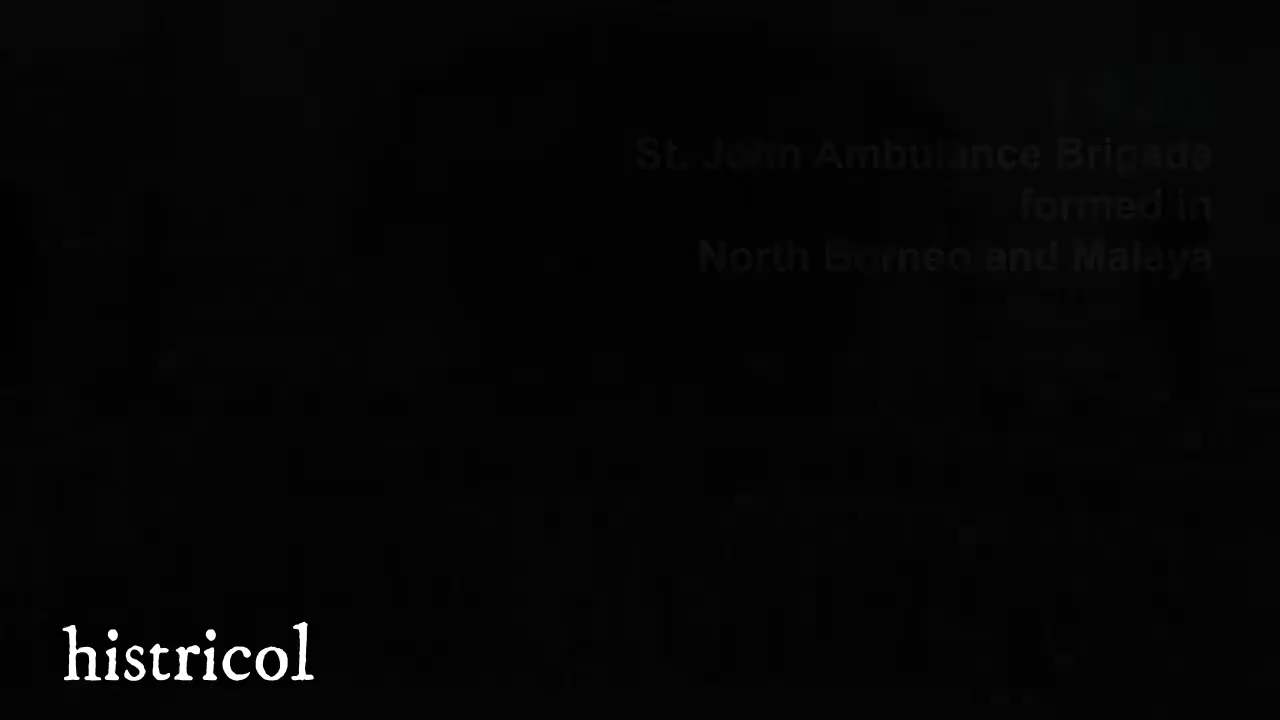 St. John Ambulance Brigade
formed in
North Borneo and Malaya
histricol